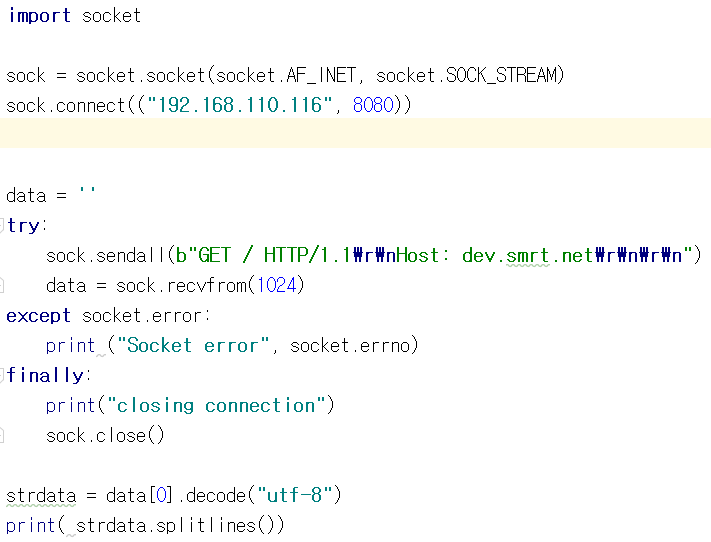 import socket
sock = socket.socket(socket.AF_INET, socket.SOCK_STREAM)
sock.connect(("192.168.110.116", 8080))
data = ''
try:
    sock.sendall(b"GET / HTTP/1.1₩r₩nHost: dev.smrt.net₩r₩n₩r₩n")
    data = sock.recvfrom(1024)
except socket.error:
    print ("Socket error", socket.errno)
finally:
    print("closing connection")
    sock.close()
strdata = data[0].decode("utf-8")
print( strdata.splitlines())